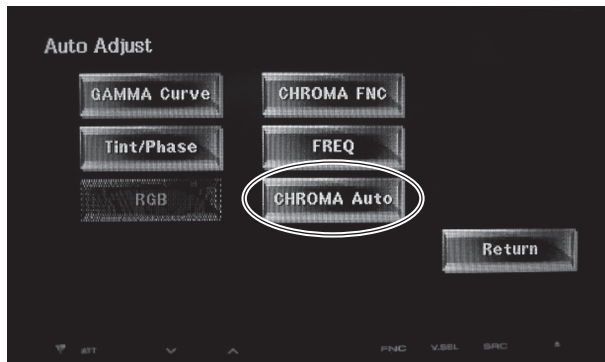 Auto Adjust
GAMMA Curve
CHROMA FNC
Tint/Phase
FREQ
RGB
CHROMA Auto
Return
ATT
FNC
V.SEL
SRC